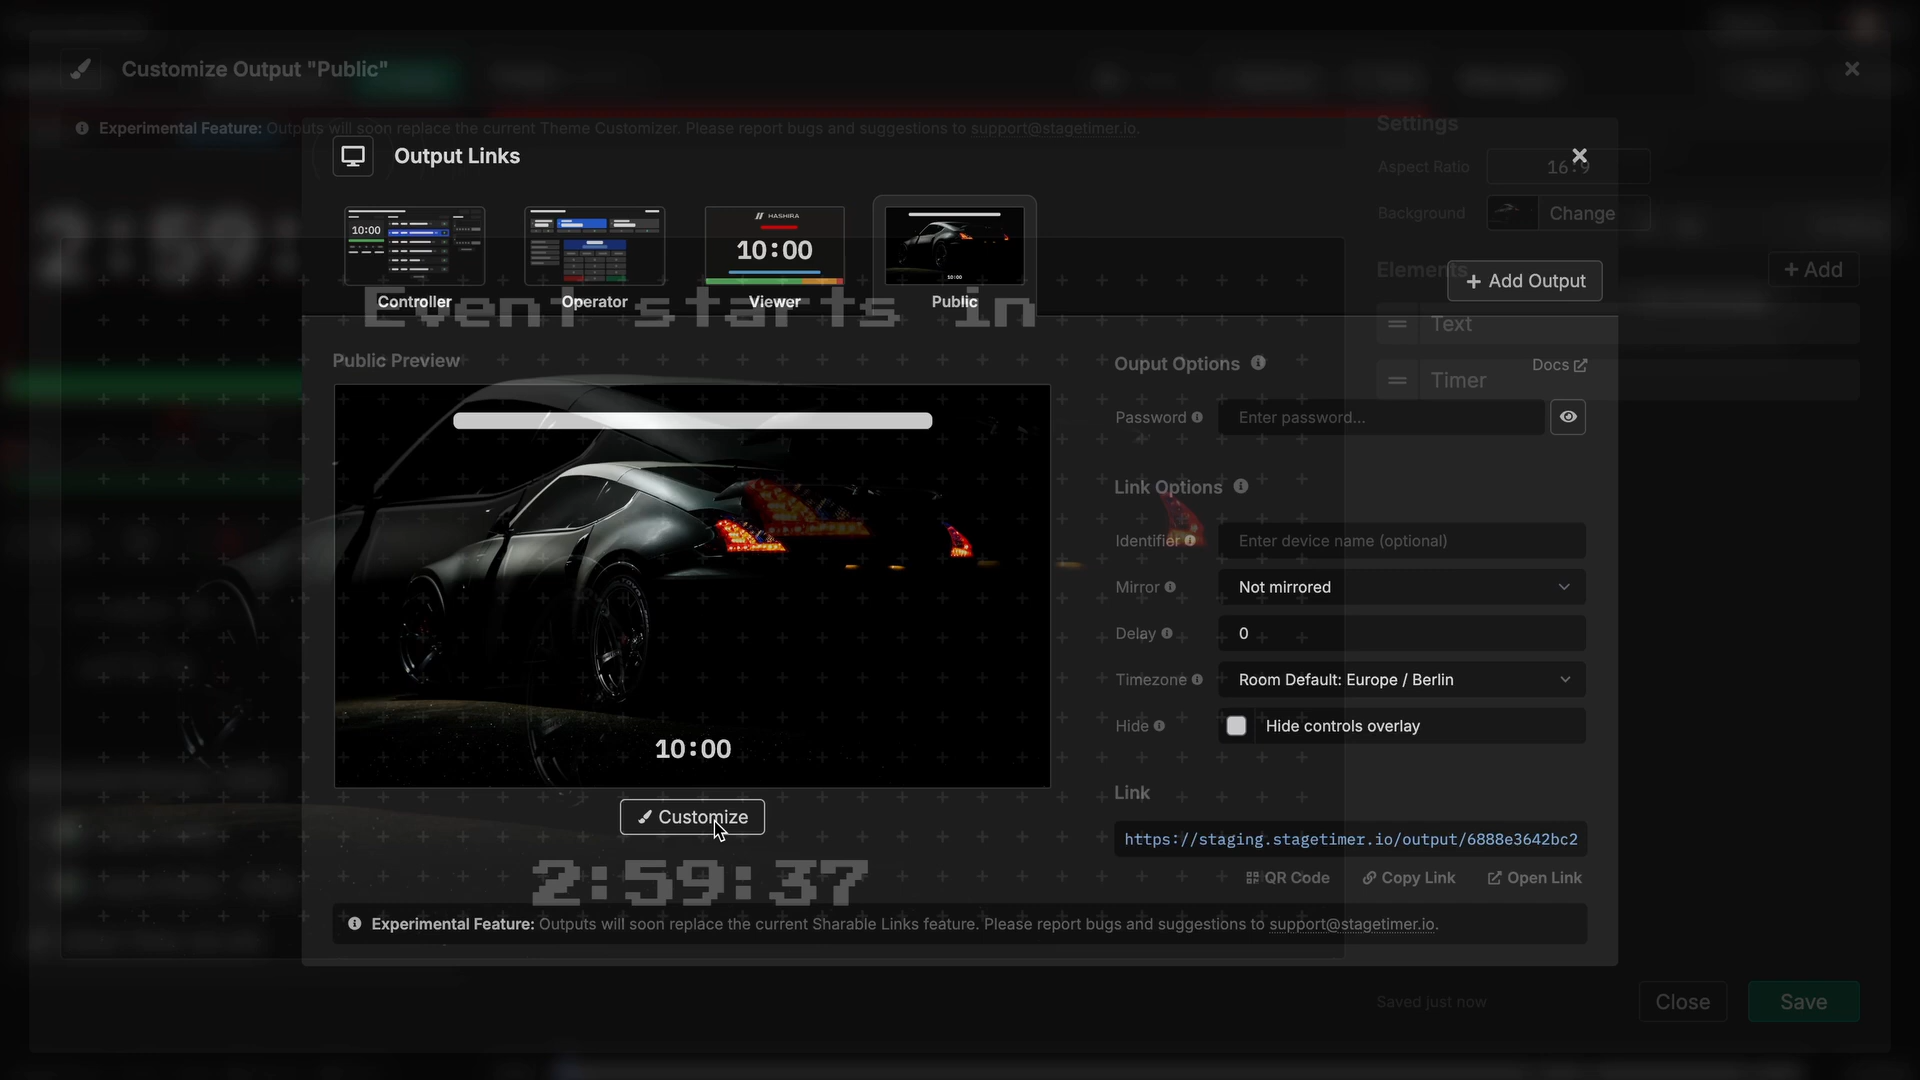 Customize Output "Public"
Experimental Feature: Outputs will soon replace the current Theme Customizer. Please report bugs and suggestions to support@stagetimer.io.
Settings
Aspect Ratio 16:9
Background Change
Elements + Add
Text
Timer
Event starts in
2:59:37
Saved just now
Close
Save
Output Links
10:00
HASHIRA
10:00
10:00
Controller
Operator
Viewer
Public
+ Add Output
Public Preview
10:00
Customize
Ouput Options
Docs
Password Enter password...
Link Options
Identifier Enter device name (optional)
Mirror Not mirrored
Delay 0
Timezone Room Default: Europe / Berlin
Hide Hide controls overlay
Link
https://staging.stagetimer.io/output/6888e3642bc2
QR Code
Copy Link
Open Link
Experimental Feature: Outputs will soon replace the current Sharable Links feature. Please report bugs and suggestions to support@stagetimer.io.
2:59: